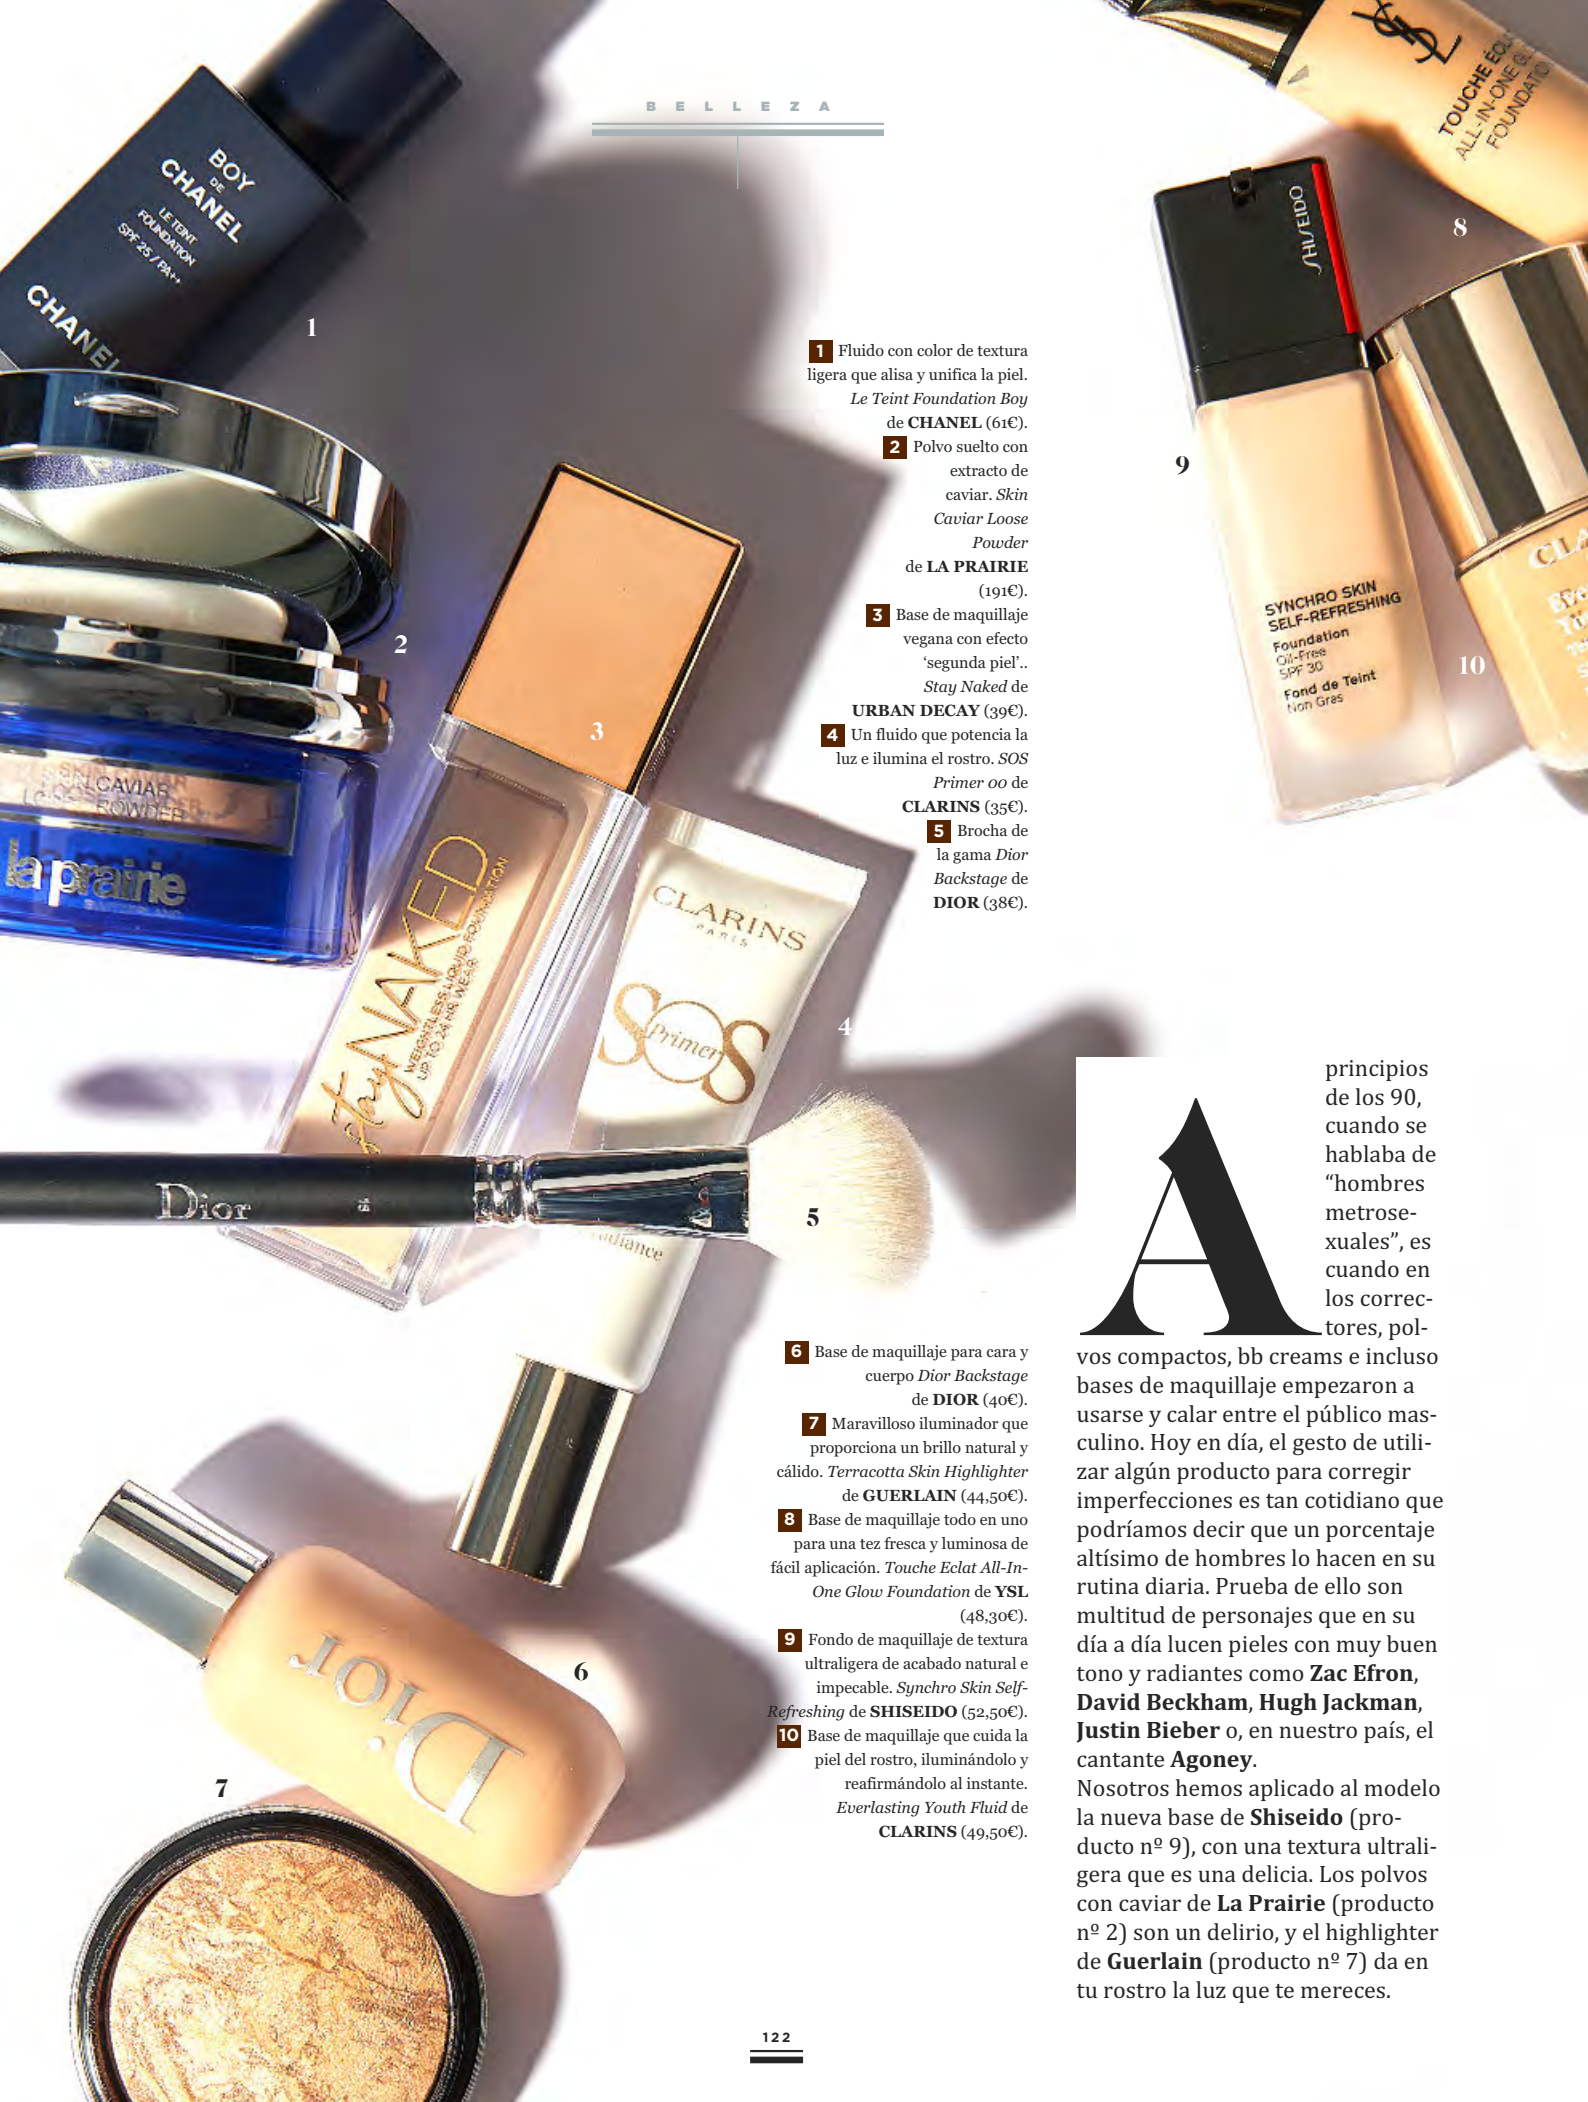 BELLEZA
BOY
DE
CHANEL
LE TEINT
FOUNDATION
SPF 25 / PA++
CHANEL
1
2
SKIN CAVIAR
POWDER
la prairie
3
stay NAKED
WEIGHTLESS LIQUID FOUNDATION
UP TO 24 HR WEAR
CLARINS
PARIS
SOS
Primer
4
Dior
5
6
Dior
7
YSL
TOUCHE ÉCL
ALL-IN-ONE GL
FOUNDATIO
8
SHISEIDO
9
SYNCHRO SKIN
SELF-REFRESHING
Foundation
Oil-Free
SPF 30
Fond de Teint
Non Gras
CLA
10
1 Fluido con color de textura
ligera que alisa y unifica la piel.
Le Teint Foundation Boy
de CHANEL (61€).
2 Polvo suelto con
extracto de
caviar. Skin
Caviar Loose
Powder
de LA PRAIRIE
(191€).
3 Base de maquillaje
vegana con efecto
‘segunda piel’..
Stay Naked de
URBAN DECAY (39€).
4 Un fluido que potencia la
luz e ilumina el rostro. SOS
Primer 00 de
CLARINS (35€).
5 Brocha de
la gama Dior
Backstage de
DIOR (38€).
6 Base de maquillaje para cara y
cuerpo Dior Backstage
de DIOR (40€).
7 Maravilloso iluminador que
proporciona un brillo natural y
cálido. Terracotta Skin Highlighter
de GUERLAIN (44,50€).
8 Base de maquillaje todo en uno
para una tez fresca y luminosa de
fácil aplicación. Touche Eclat All-In-
One Glow Foundation de YSL
(48,30€).
9 Fondo de maquillaje de textura
ultraligera de acabado natural e
impecable. Synchro Skin Self-
Refreshing de SHISEIDO (52,50€).
10 Base de maquillaje que cuida la
piel del rostro, iluminándolo y
reafirmándolo al instante.
Everlasting Youth Fluid de
CLARINS (49,50€).
A principios
de los 90,
cuando se
hablaba de
“hombres
metrose-
xuales”, es
cuando en
los correc-
tores, pol-
vos compactos, bb creams e incluso
bases de maquillaje empezaron a
usarse y calar entre el público mas-
culino. Hoy en día, el gesto de utili-
zar algún producto para corregir
imperfecciones es tan cotidiano que
podríamos decir que un porcentaje
altísimo de hombres lo hacen en su
rutina diaria. Prueba de ello son
multitud de personajes que en su
día a día lucen pieles con muy buen
tono y radiantes como Zac Efron,
David Beckham, Hugh Jackman,
Justin Bieber o, en nuestro país, el
cantante Agoney.
Nosotros hemos aplicado al modelo
la nueva base de Shiseido (pro-
ducto nº 9), con una textura ultrali-
gera que es una delicia. Los polvos
con caviar de La Prairie (producto
nº 2) son un delirio, y el highlighter
de Guerlain (producto nº 7) da en
tu rostro la luz que te mereces.
122